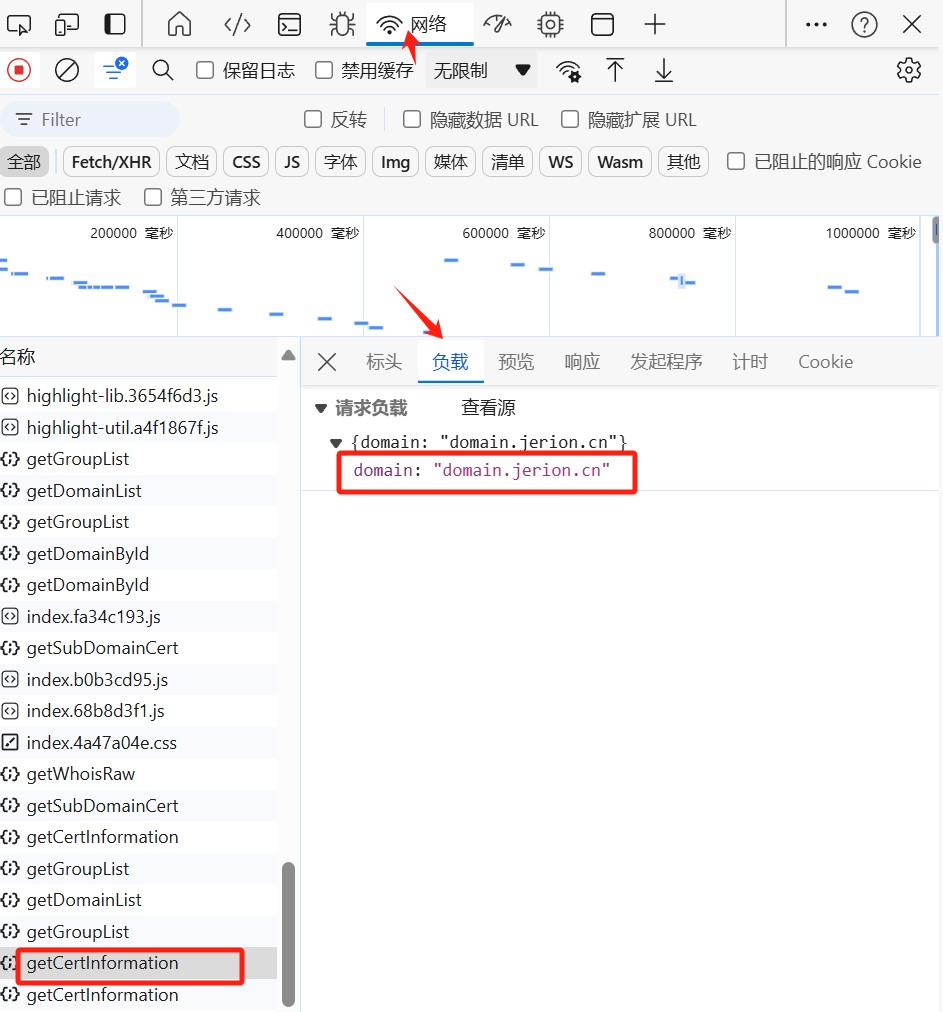 网络
保留日志 禁用缓存 无限制
Filter 反转 隐藏数据 URL 隐藏扩展 URL
全部 Fetch/XHR 文档 CSS JS 字体 Img 媒体 清单 WS Wasm 其他 已阻止的响应 Cookie
已阻止请求 第三方请求
200000 毫秒 400000 毫秒 600000 毫秒 800000 毫秒 1000000 毫秒
名称
highlight-lib.3654f6d3.js
highlight-util.a4f1867f.js
getGroupList
getDomainList
getGroupList
getDomainById
getDomainById
index.fa34c193.js
getSubDomainCert
index.b0b3cd95.js
index.68b8d3f1.js
index.4a47a04e.css
getWhoisRaw
getSubDomainCert
getCertInformation
getGroupList
getDomainList
getGroupList
getCertInformation
getCertInformation
标头 负载 预览 响应 发起程序 计时 Cookie
请求负载 查看源
{domain: "domain.jerion.cn"}
domain: "domain.jerion.cn"